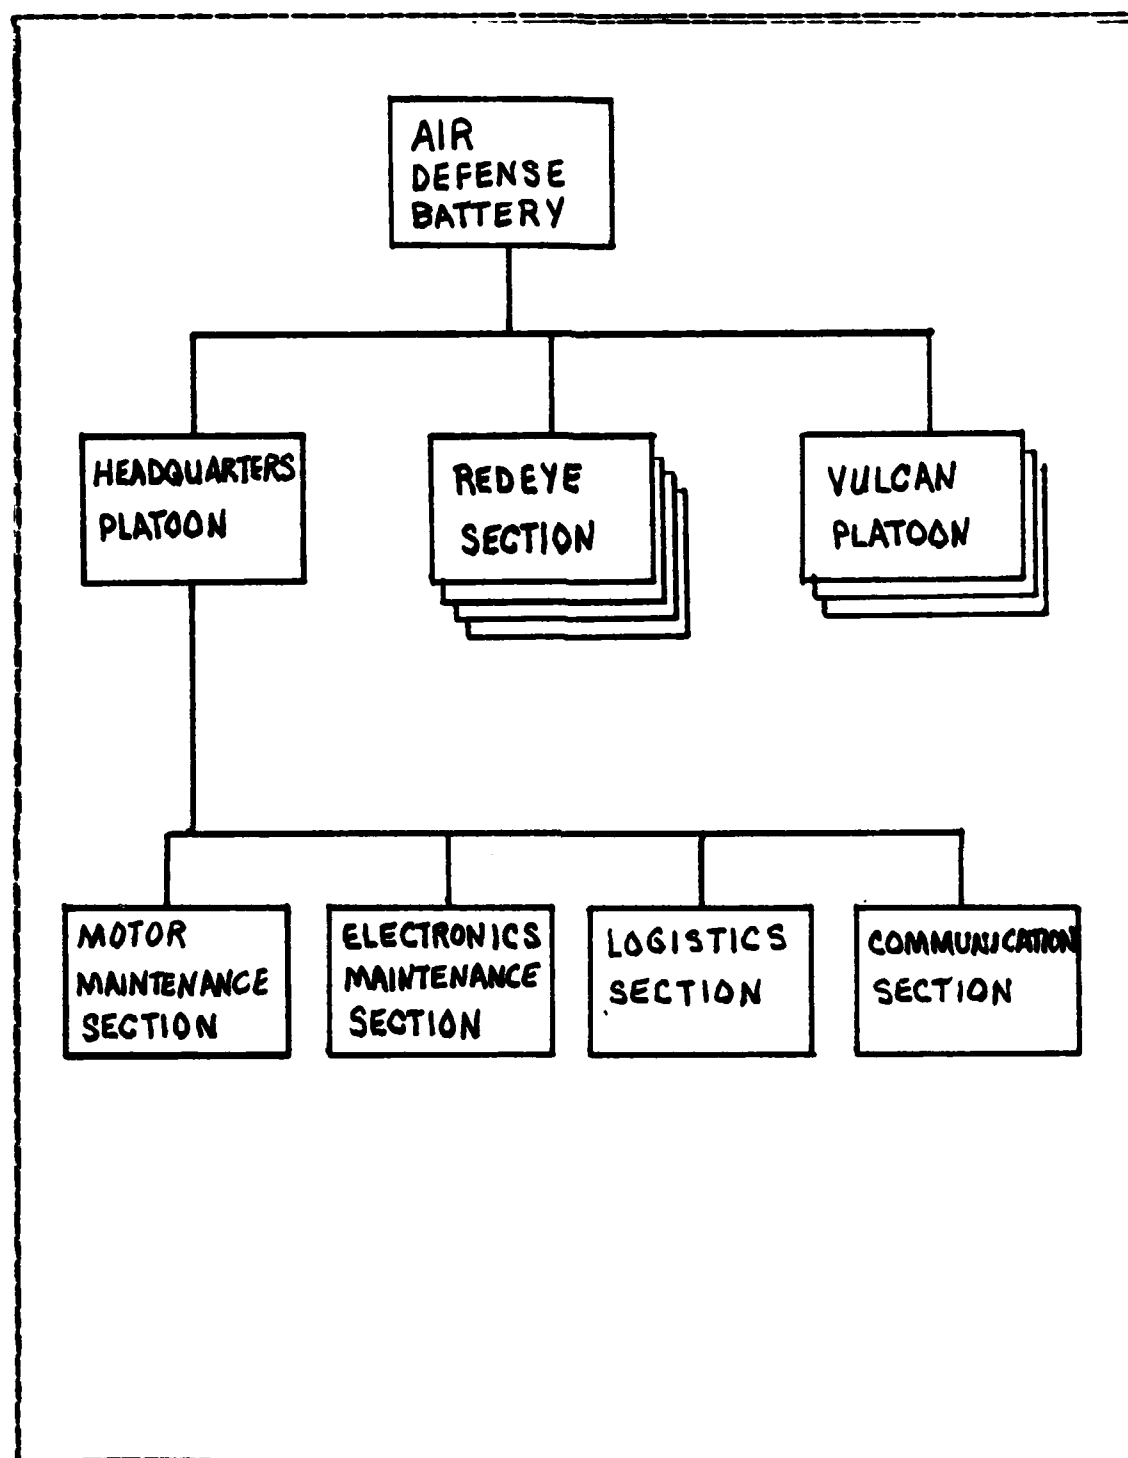 AIR
DEFENSE
BATTERY
HEADQUARTERS
PLATOON
REDEYE
SECTION
VULCAN
PLATOON
MOTOR
MAINTENANCE
SECTION
ELECTRONICS
MAINTENANCE
SECTION
LOGISTICS
SECTION
COMMUNICATION
SECTION